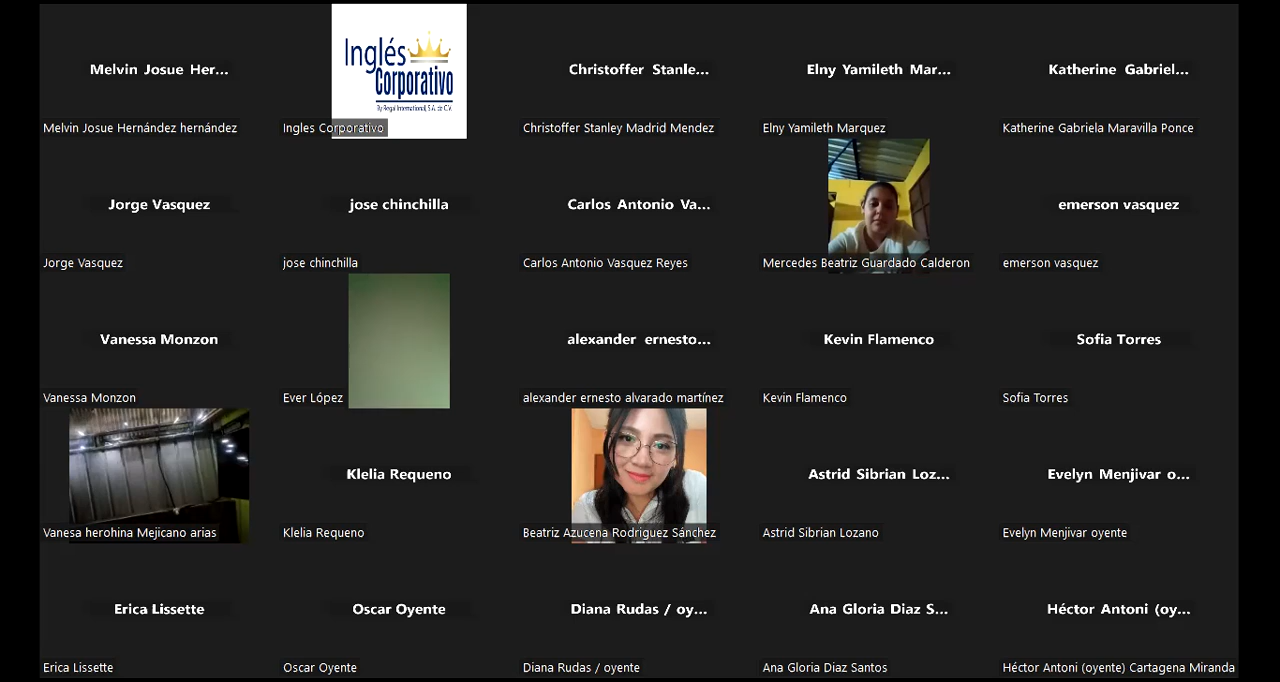 Melvin Josue Her...
Inglés
Corporativo
By Regal International, S.A. de C.V.
Christoffer Stanle...
Elny Yamileth Mar...
Katherine Gabriel...
Melvin Josue Hernández hernández
Ingles Corporativo
Christoffer Stanley Madrid Mendez
Elny Yamileth Marquez
Katherine Gabriela Maravilla Ponce
Jorge Vasquez
jose chinchilla
Carlos Antonio Va...
emerson vasquez
Jorge Vasquez
jose chinchilla
Carlos Antonio Vasquez Reyes
Mercedes Beatriz Guardado Calderon
emerson vasquez
Vanessa Monzon
alexander ernesto...
Kevin Flamenco
Sofia Torres
Vanessa Monzon
Ever López
alexander ernesto alvarado martínez
Kevin Flamenco
Sofia Torres
Klelia Requeno
Astrid Sibrian Loz...
Evelyn Menjivar o...
Vanesa herohina Mejicano arias
Klelia Requeno
Beatriz Azucena Rodriguez Sánchez
Astrid Sibrian Lozano
Evelyn Menjivar oyente
Erica Lissette
Oscar Oyente
Diana Rudas / oy...
Ana Gloria Diaz S...
Héctor Antoni (oy...
Erica Lissette
Oscar Oyente
Diana Rudas / oyente
Ana Gloria Diaz Santos
Héctor Antoni (oyente) Cartagena Miranda